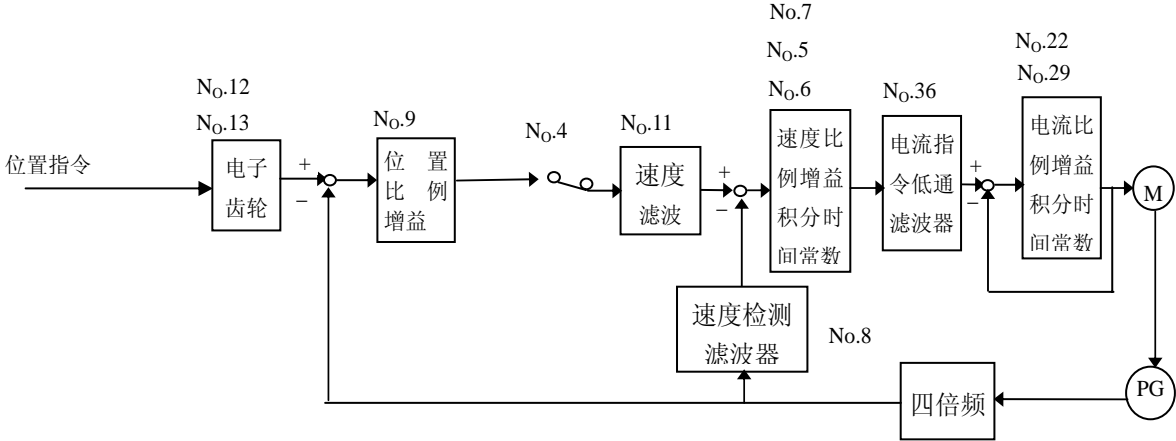 No.7
No.22
No.5
No.29
No.12
No.6
No.36
No.13
No.9
No.4
No.11
位置指令
电子
齿轮
+
−
位 置
比 例
增益
速度
滤波
+
−
速度比
例增益
积分时
间常数
电流指
令低通
滤波器
+
−
电流比
例增益
积分时
间常数
M
速度检测
滤波器
No.8
四倍频
PG